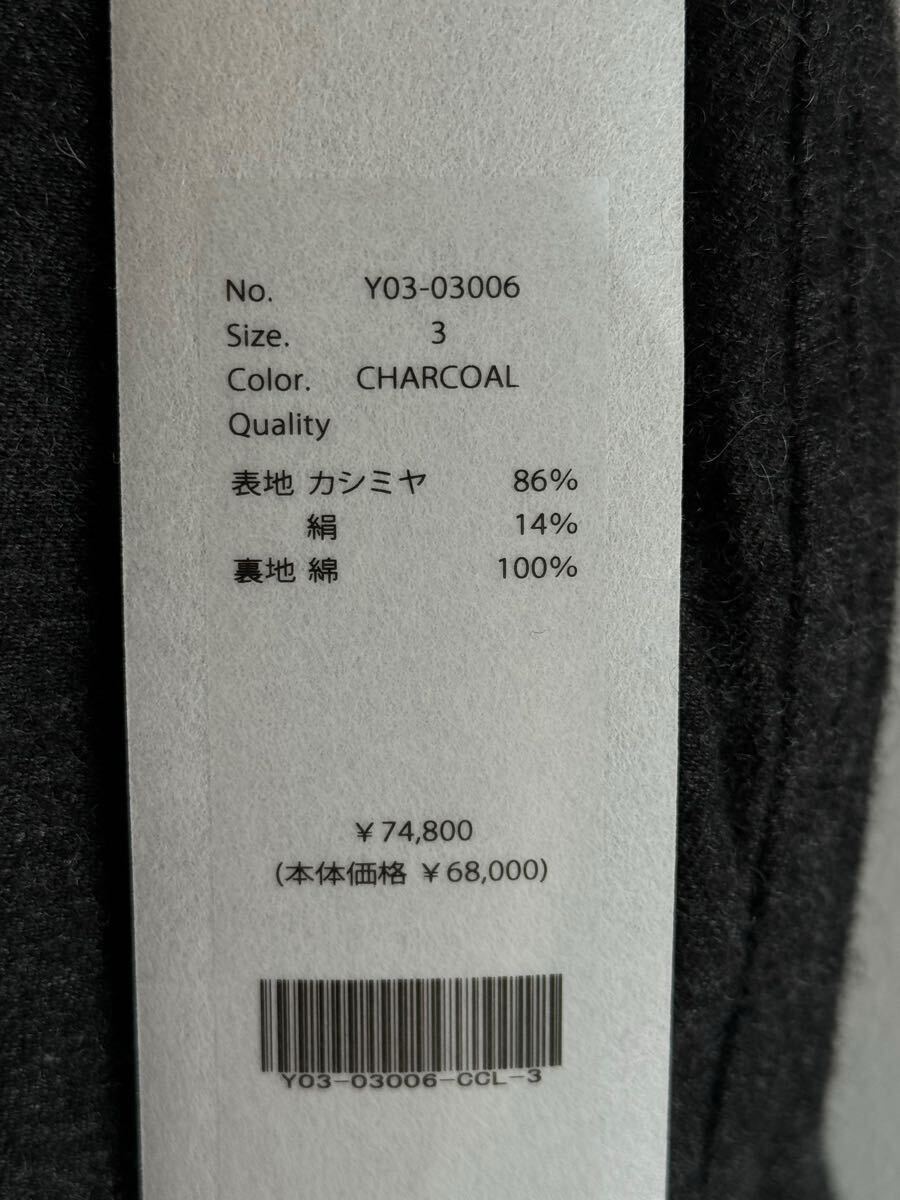 No. Y03-03006
Size. 3
Color. CHARCOAL
Quality
表地 カシミヤ 86%
絹 14%
裏地 綿 100%
¥74,800
(本体価格 ¥68,000)
Y03-03006-CCL-3